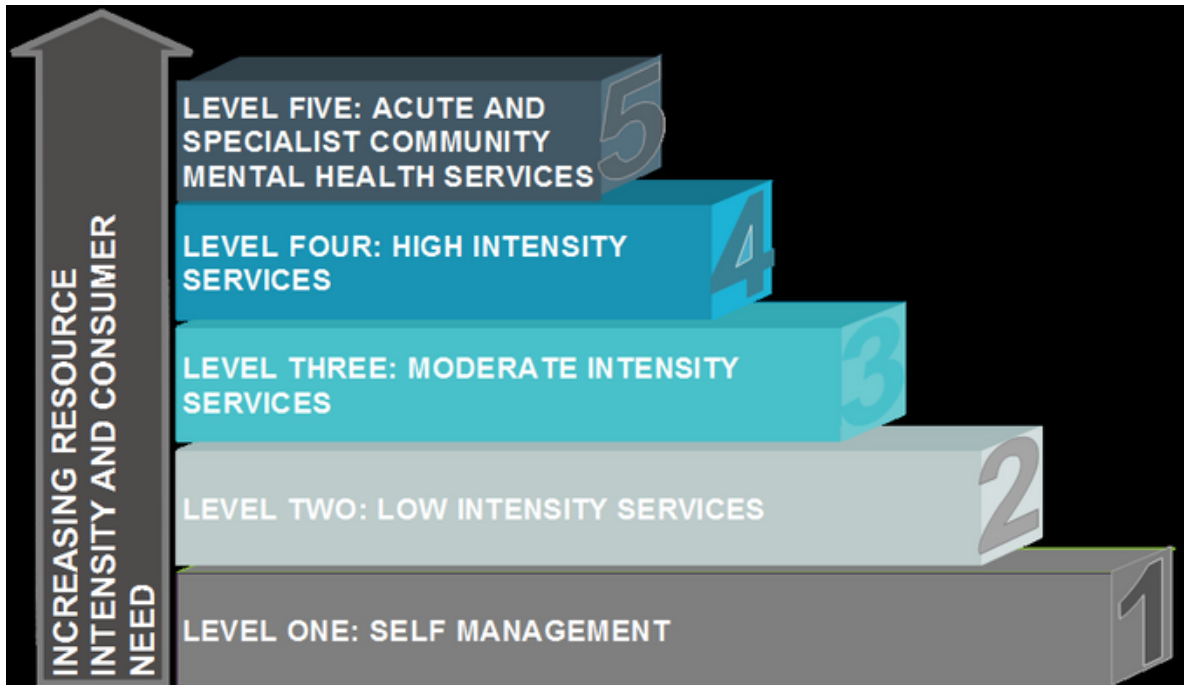 INCREASING RESOURCE
INTENSITY AND CONSUMER
NEED
LEVEL FIVE: ACUTE AND
SPECIALIST COMMUNITY
MENTAL HEALTH SERVICES
5
LEVEL FOUR: HIGH INTENSITY
SERVICES
4
LEVEL THREE: MODERATE INTENSITY
SERVICES
3
LEVEL TWO: LOW INTENSITY SERVICES
2
LEVEL ONE: SELF MANAGEMENT
1